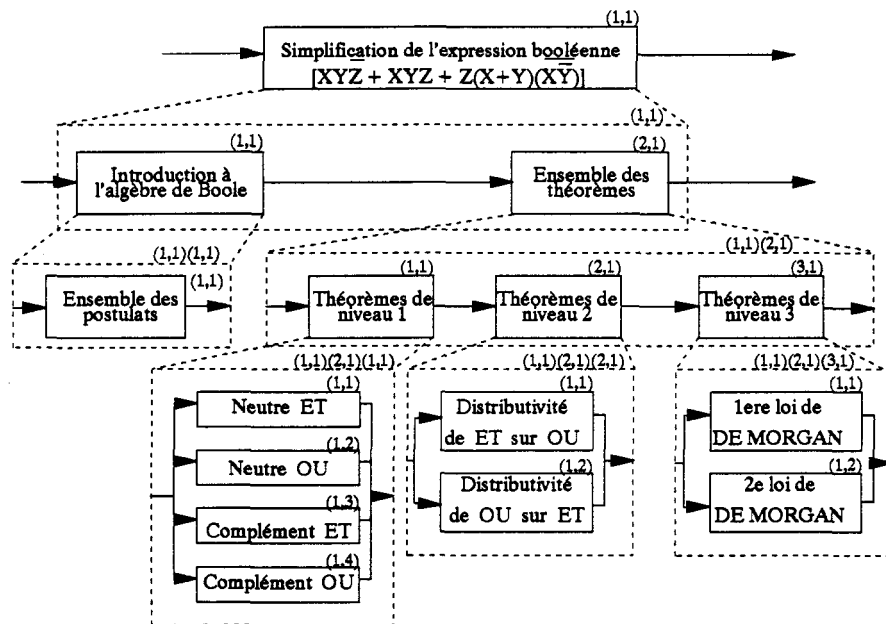 (1,1)
Simplification de l'expression booléenne
[XYZ̅ + XYZ + Z(X+Y)(X̅Y̅̅)]
(1,1)
(1,1)
Introduction à
l'algèbre de Boole
(2,1)
Ensemble des
théorèmes
(1,1)(1,1)
(1,1)
Ensemble des
postulats
(1,1)(2,1)
(1,1)
Théorèmes de
niveau 1
(2,1)
Théorèmes de
niveau 2
(3,1)
Théorèmes de
niveau 3
(1,1)(2,1)(1,1)
(1,1)
Neutre ET
(1,2)
Neutre OU
(1,3)
Complément ET
(1,4)
Complément OU
(1,1)(2,1)(2,1)
(1,1)
Distributivité
de ET sur OU
(1,2)
Distributivité
de OU sur ET
(1,1)(2,1)(3,1)
(1,1)
1ere loi de
DE MORGAN
(1,2)
2e loi de
DE MORGAN